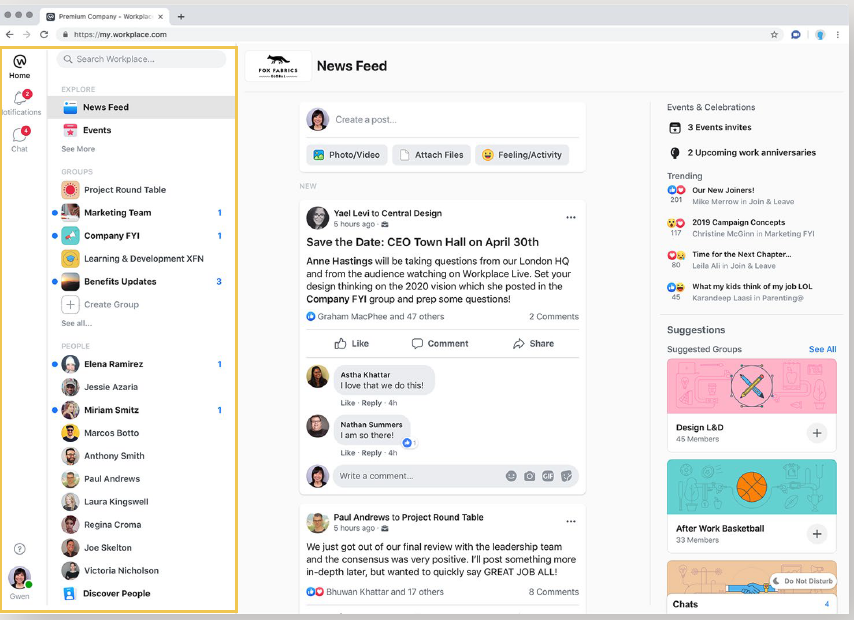 Premium Company - Workplac
https://my.workplace.com
Home
2
otifications
4
Chat
Gwen
Search Workplace...
EXPLORE
News Feed
Events
See More
GROUPS
Project Round Table
Marketing Team 1
Company FYI 1
Learning & Development XFN
Benefits Updates 3
Create Group
See all...
PEOPLE
Elena Ramirez 1
Jessie Azaria
Miriam Smitz 1
Marcos Botto
Anthony Smith
Paul Andrews
Laura Kingswell
Regina Croma
Joe Skelton
Victoria Nicholson
Discover People
FOX FABRICS
GLOBAL
News Feed
Create a post...
Photo/Video Attach Files Feeling/Activity
NEW
Yael Levi to Central Design
5 hours ago
Save the Date: CEO Town Hall on April 30th
Anne Hastings will be taking questions from our London HQ
and from the audience watching on Workplace Live. Set your
design thinking on the 2020 vision which she posted in the
Company FYI group and prep some questions!
Graham MacPhee and 47 others 2 Comments
Like Comment Share
Astha Khattar
I love that we do this!
Like · Reply · 4h
Nathan Summers
I am so there!
1
Like · Reply · 4h
Write a comment...
GIF
Paul Andrews to Project Round Table
5 hours ago
We just got out of our final review with the leadership team
and the consensus was very positive. I'll post something more
in-depth later, but wanted to quickly say GREAT JOB ALL!
Bhuwan Khattar and 17 others 8 Comments
Events & Celebrations
3 Events invites
2 Upcoming work anniversaries
Trending
Our New Joiners!
201 Mike Merrow in Join & Leave
2019 Campaign Concepts
117 Christine McGinn in Marketing FYI
Time for the Next Chapter...
80 Leila Ali in Join & Leave
What my kids think of my job LOL
45 Karandeep Laasi in Parenting@
Suggestions
Suggested Groups See All
Design L&D
45 Members
After Work Basketball
33 Members
Do Not Disturb
Chats 4